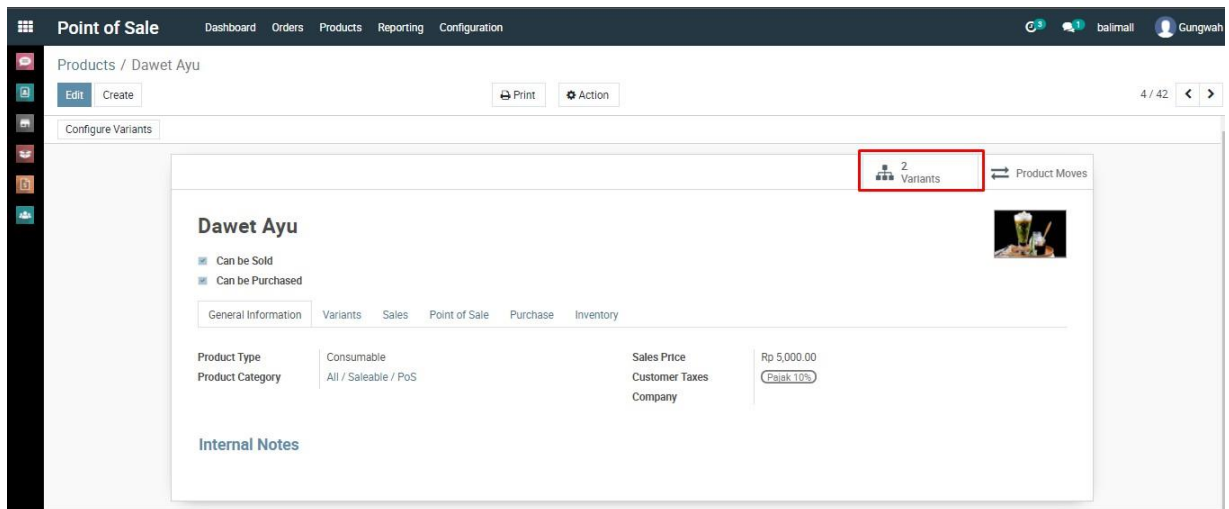 Point of Sale Dashboard Orders Products Reporting Configuration 3 1 balimall Gungwah
Products / Dawet Ayu
Edit Create Print Action 4 / 42
Configure Variants
2
Variants Product Moves
Dawet Ayu
Can be Sold
Can be Purchased
General Information Variants Sales Point of Sale Purchase Inventory
Product Type Consumable Sales Price Rp 5,000.00
Product Category All / Saleable / PoS Customer Taxes Pajak 10%
Company
Internal Notes